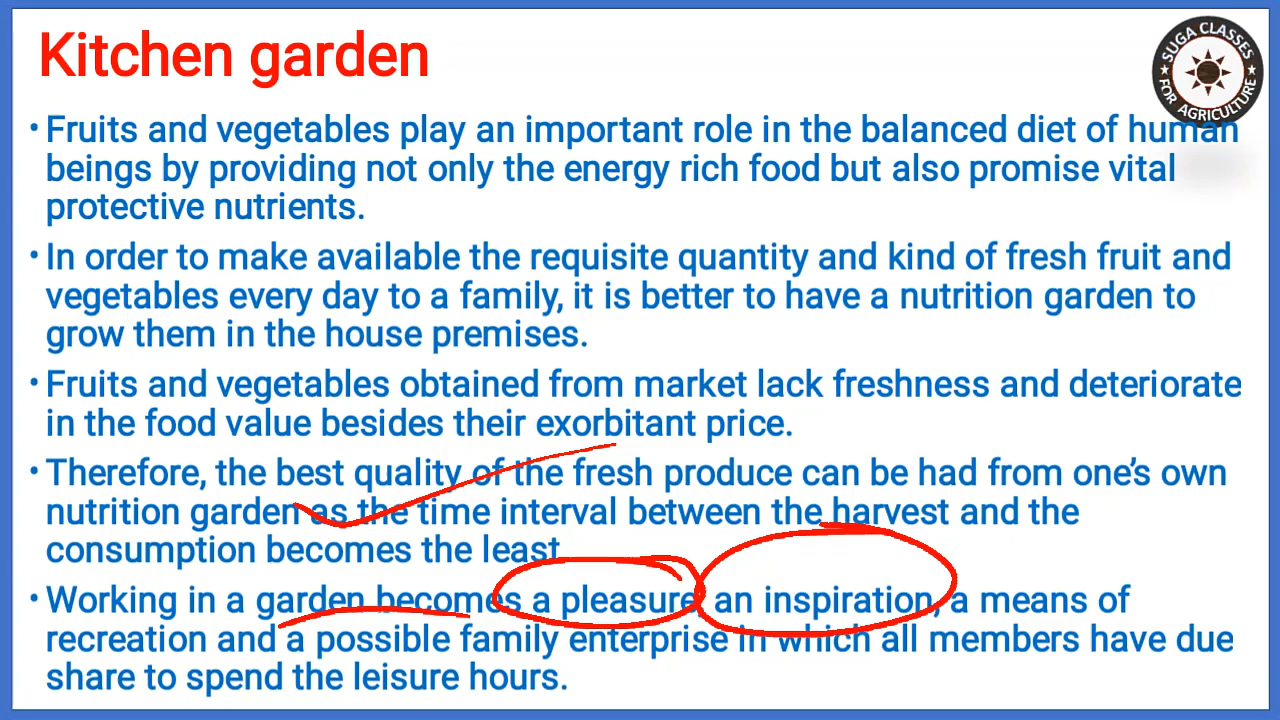 Kitchen garden
SUGA CLASSES
FOR AGRICULTURE
• Fruits and vegetables play an important role in the balanced diet of human
beings by providing not only the energy rich food but also promise vital
protective nutrients.
• In order to make available the requisite quantity and kind of fresh fruit and
vegetables every day to a family, it is better to have a nutrition garden to
grow them in the house premises.
• Fruits and vegetables obtained from market lack freshness and deteriorate
in the food value besides their exorbitant price.
• Therefore, the best quality of the fresh produce can be had from one's own
nutrition garden as the time interval between the harvest and the
consumption becomes the least
• Working in a garden becomes a pleasure, an inspiration, a means of
recreation and a possible family enterprise in which all members have due
share to spend the leisure hours.